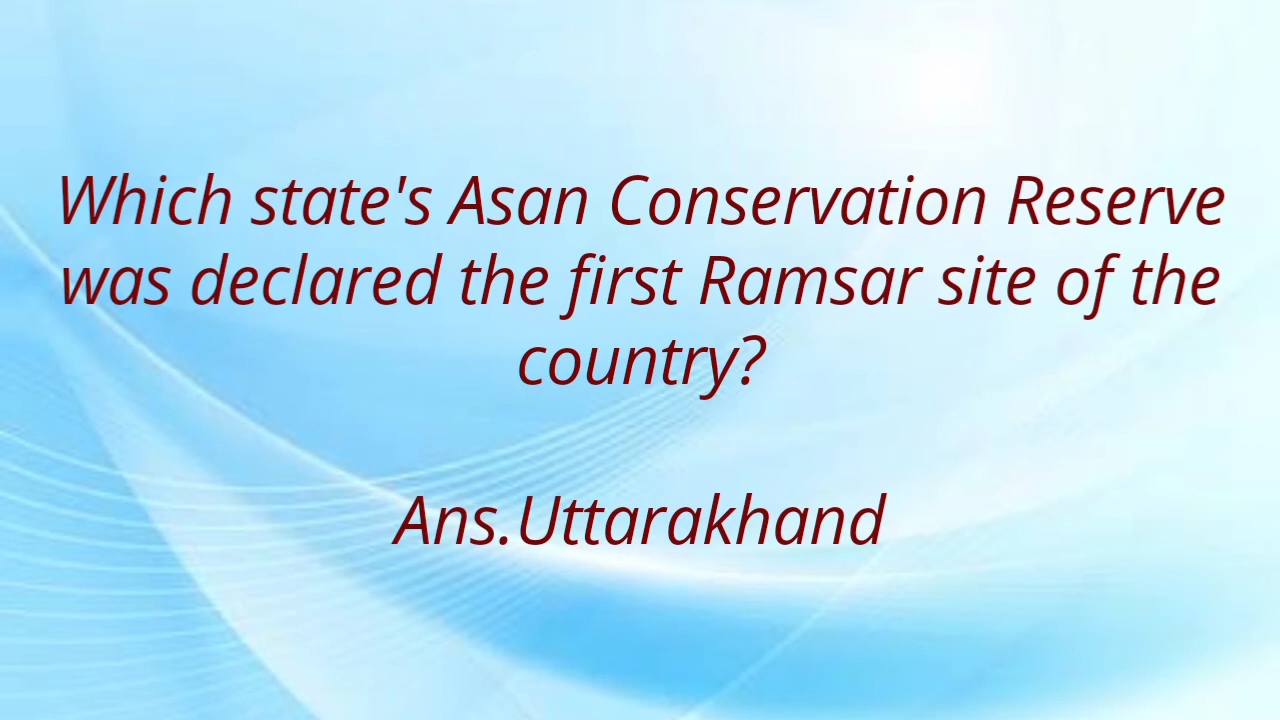 Which state's Asan Conservation Reserve
was declared the first Ramsar site of the
country?
Ans.Uttarakhand